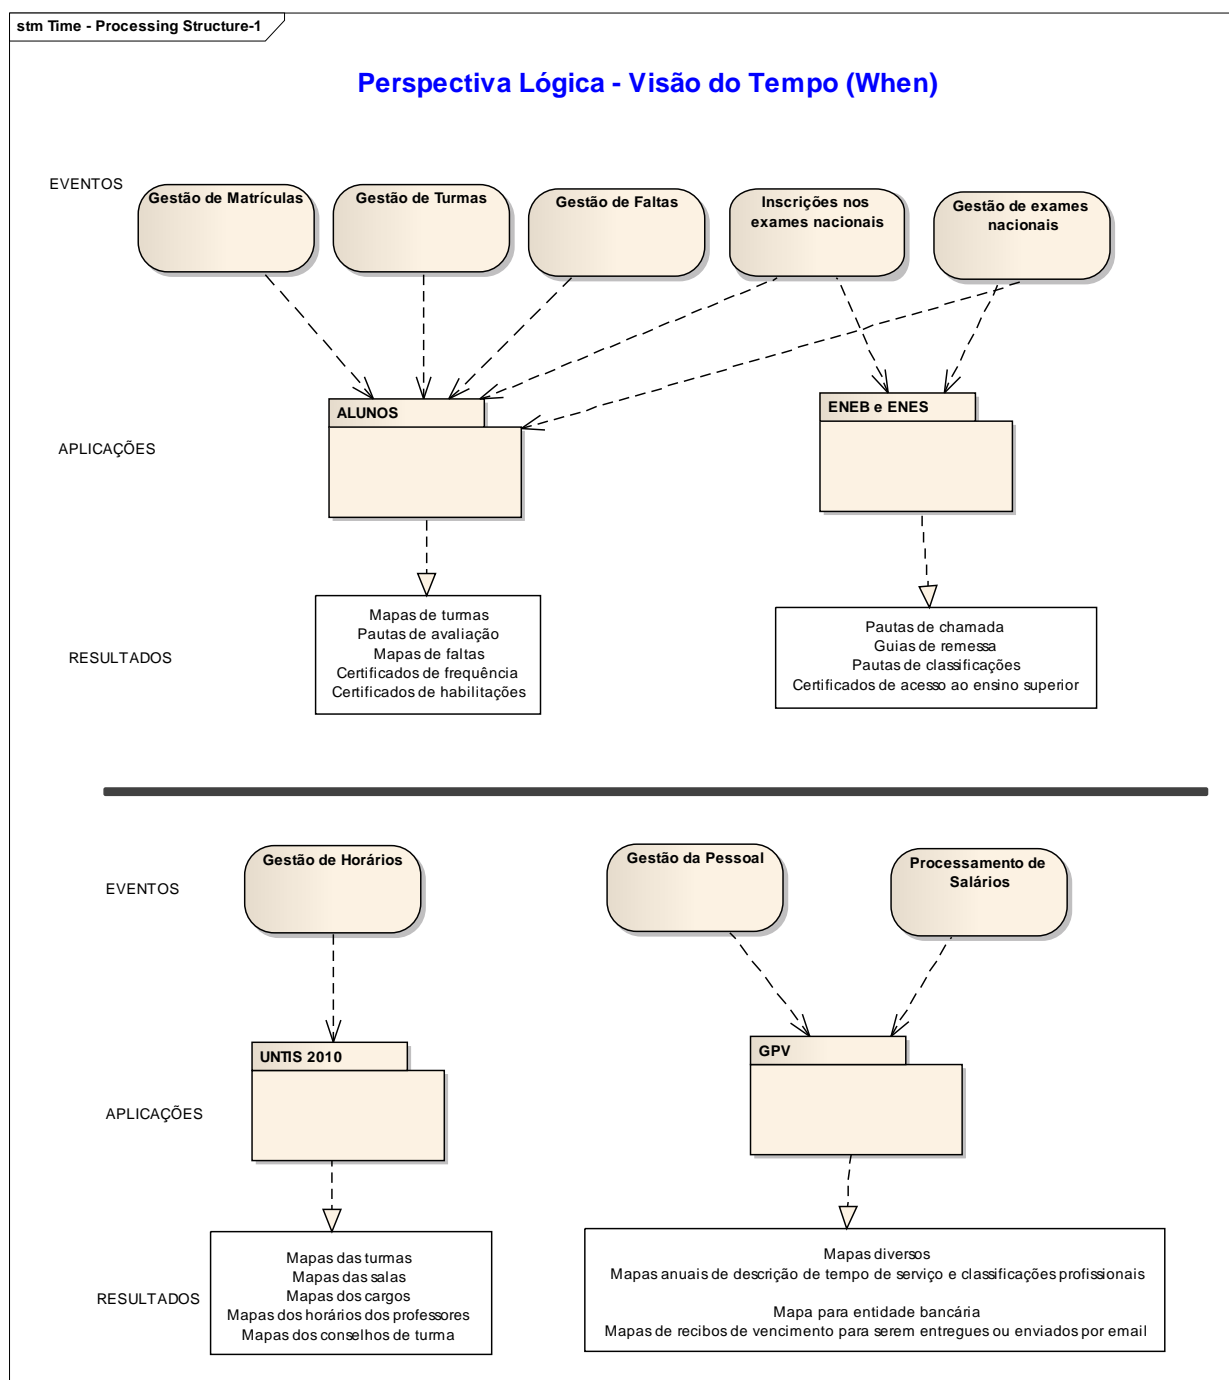 stm Time - Processing Structure-1
Perspectiva Lógica - Visão do Tempo (When)
EVENTOS
Gestão de Matrículas
Gestão de Turmas
Gestão de Faltas
Inscrições nos
exames nacionais
Gestão de exames
nacionais
APLICAÇÕES
ALUNOS
ENEB e ENES
RESULTADOS
Mapas de turmas
Pautas de avaliação
Mapas de faltas
Certificados de frequência
Certificados de habilitações
Pautas de chamada
Guias de remessa
Pautas de classificações
Certificados de acesso ao ensino superior
EVENTOS
Gestão de Horários
Gestão da Pessoal
Processamento de
Salários
APLICAÇÕES
UNTIS 2010
GPV
RESULTADOS
Mapas das turmas
Mapas das salas
Mapas dos cargos
Mapas dos horários dos professores
Mapas dos conselhos de turma
Mapas diversos
Mapas anuais de descrição de tempo de serviço e classificações profissionais
Mapa para entidade bancária
Mapas de recibos de vencimento para serem entregues ou enviados por email